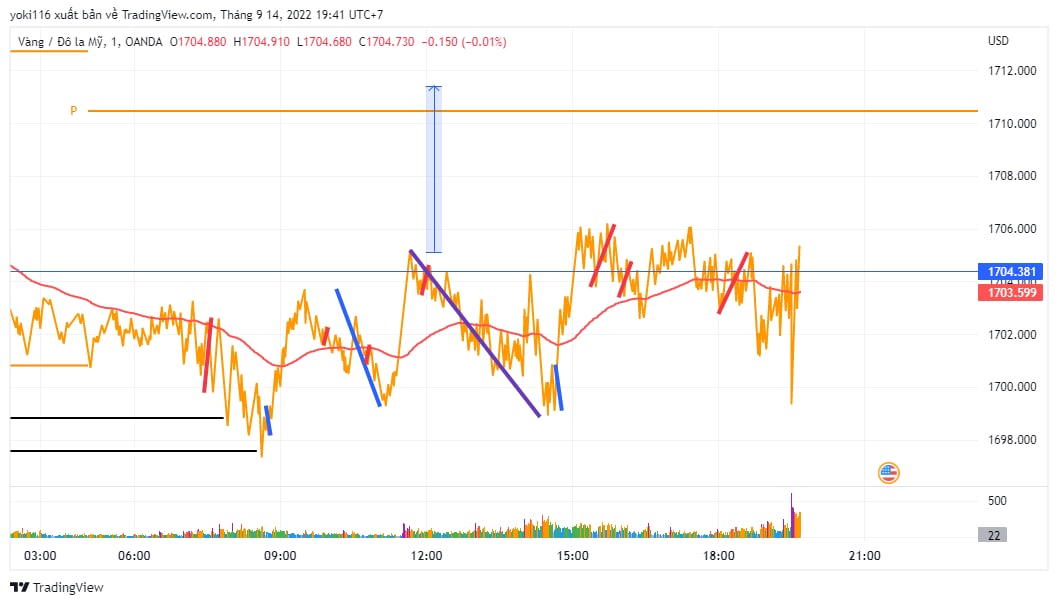 yoki116 xuất bản về TradingView.com, Tháng 9 14, 2022 19:41 UTC+7
Vàng / Đô la Mỹ, 1, OANDA O1704.880 H1704.910 L1704.680 C1704.730 −0.150 (−0.01%)
USD
1712.000
P
1710.000
1708.000
1706.000
1704.381
1704.000
1703.599
1702.000
1700.000
1698.000
500
22
03:00 06:00 09:00 12:00 15:00 18:00 21:00
TradingView